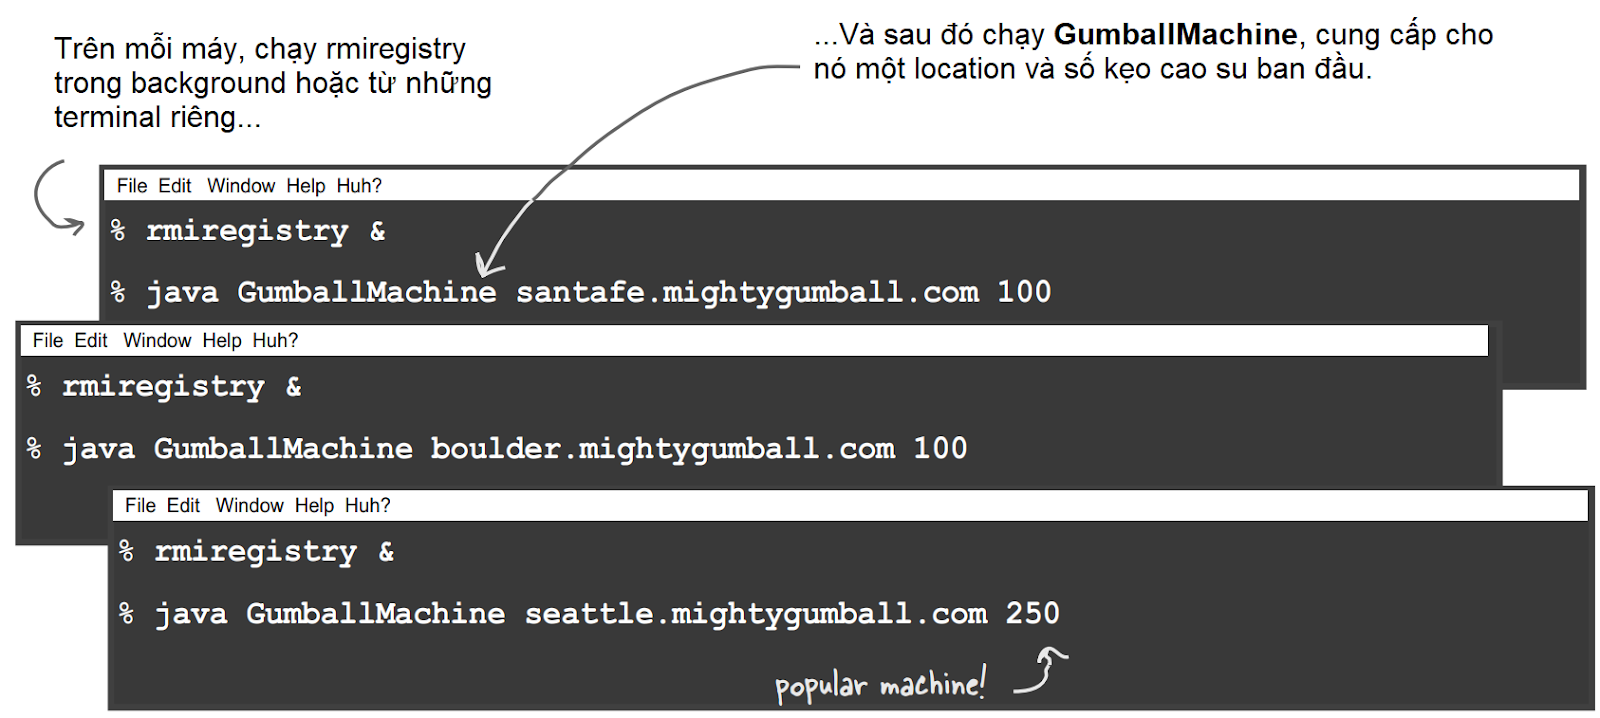 Trên mỗi máy, chạy rmiregistry
trong background hoặc từ những
terminal riêng...
...Và sau đó chạy GumballMachine, cung cấp cho
nó một location và số kẹo cao su ban đầu.
File Edit Window Help Huh?
% rmiregistry &
% java GumballMachine santafe.mightygumball.com 100
File Edit Window Help Huh?
% rmiregistry &
% java GumballMachine boulder.mightygumball.com 100
File Edit Window Help Huh?
% rmiregistry &
% java GumballMachine seattle.mightygumball.com 250
popular machine!